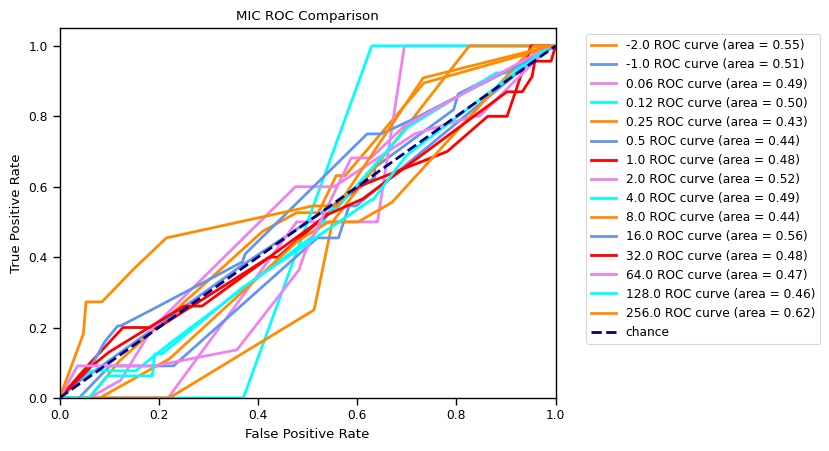 MIC ROC Comparison
True Positive Rate
1.0
0.8
0.6
0.4
0.2
0.0
0.0 0.2 0.4 0.6 0.8 1.0
False Positive Rate
-2.0 ROC curve (area = 0.55)
-1.0 ROC curve (area = 0.51)
0.06 ROC curve (area = 0.49)
0.12 ROC curve (area = 0.50)
0.25 ROC curve (area = 0.43)
0.5 ROC curve (area = 0.44)
1.0 ROC curve (area = 0.48)
2.0 ROC curve (area = 0.52)
4.0 ROC curve (area = 0.49)
8.0 ROC curve (area = 0.44)
16.0 ROC curve (area = 0.56)
32.0 ROC curve (area = 0.48)
64.0 ROC curve (area = 0.47)
128.0 ROC curve (area = 0.46)
256.0 ROC curve (area = 0.62)
chance